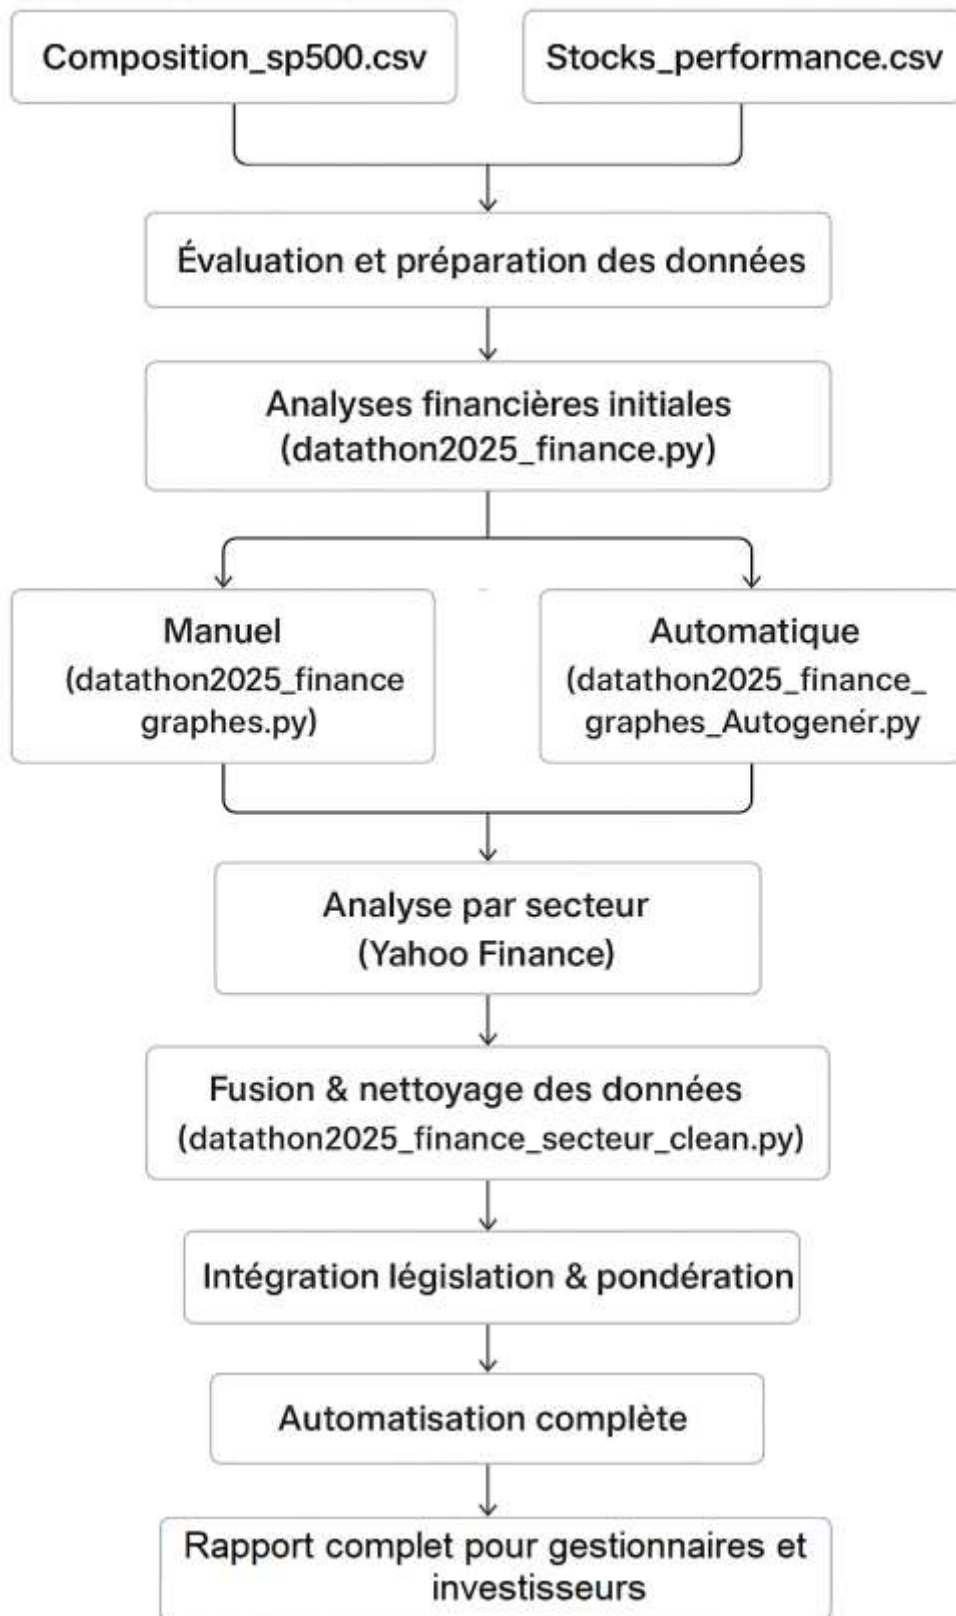 Composition_sp500.csv
Stocks_performance.csv
Évaluation et préparation des données
Analyses financières initiales
(datathon2025_finance.py)
Manuel
(datathon2025_finance
graphes.py)
Automatique
(datathon2025_finance_
graphes_Autogenér.py
Analyse par secteur
(Yahoo Finance)
Fusion & nettoyage des données
(datathon2025_finance_secteur_clean.py)
Intégration législation & pondération
Automatisation complète
Rapport complet pour gestionnaires et
investisseurs